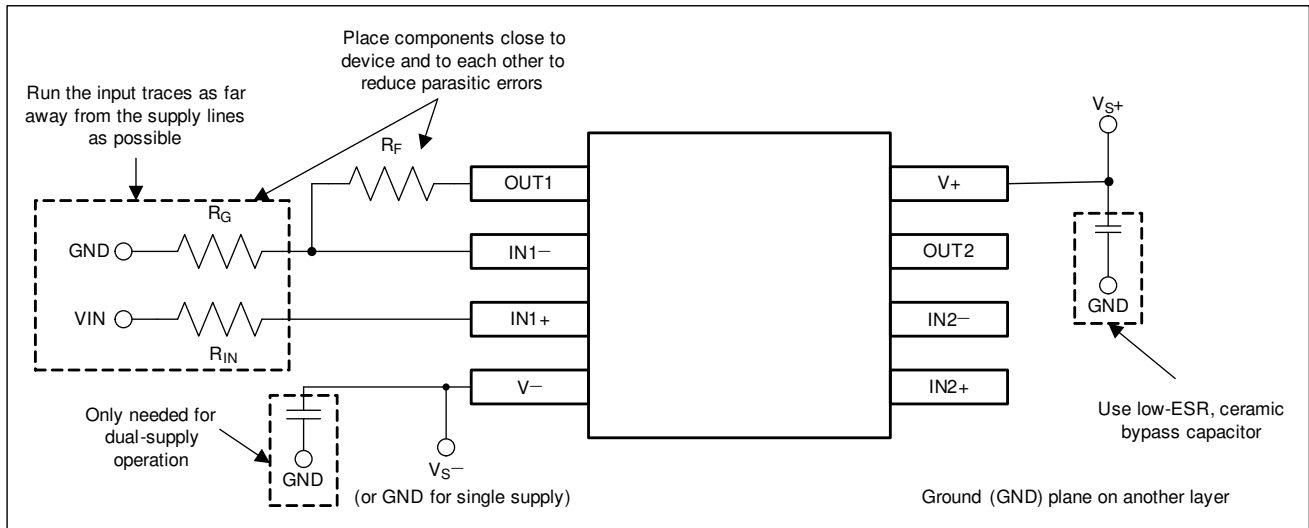 Place components close to
device and to each other to
reduce parasitic errors
Run the input traces as far
away from the supply lines
as possible
VS+
RF
OUT1
V+
RG
GND
IN1−
OUT2
GND
VIN
IN1+
IN2−
RIN
V−
IN2+
Only needed for
dual-supply
operation
Use low-ESR, ceramic
bypass capacitor
GND
VS−
(or GND for single supply)
Ground (GND) plane on another layer